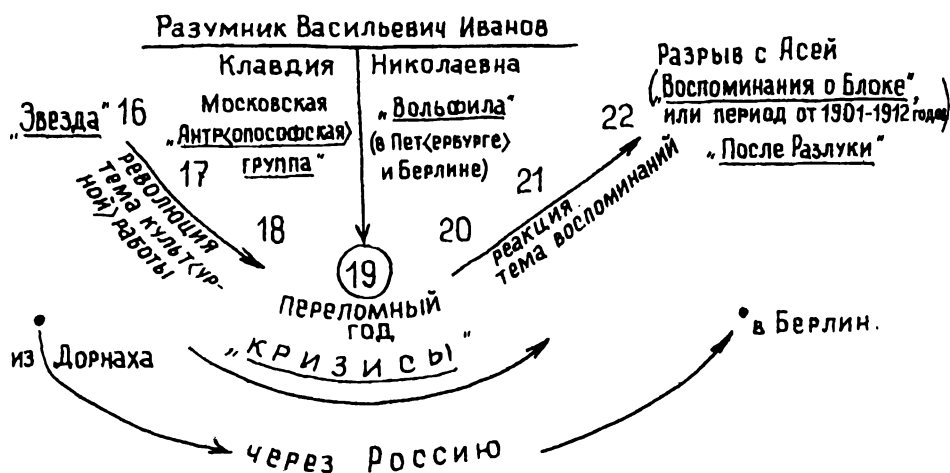 Разумник Васильевич Иванов
Клавдия Николаевна
Московская
„Антр<опософская>
группа"
„Вольфила"
(в Пет<ербурге>
и Берлине)
Разрыв с Асей
(„Воспоминания о Блоке",
или период от 1901-1912 годов)
„После Разлуки"
„Звезда" 16
17
18
19
20
21
22
революция
тема культ<ур-
ной> работы
реакция
тема воспоминаний
переломный
год
„КРИЗИСЫ"
из Дорнаха
через Россию
в Берлин.